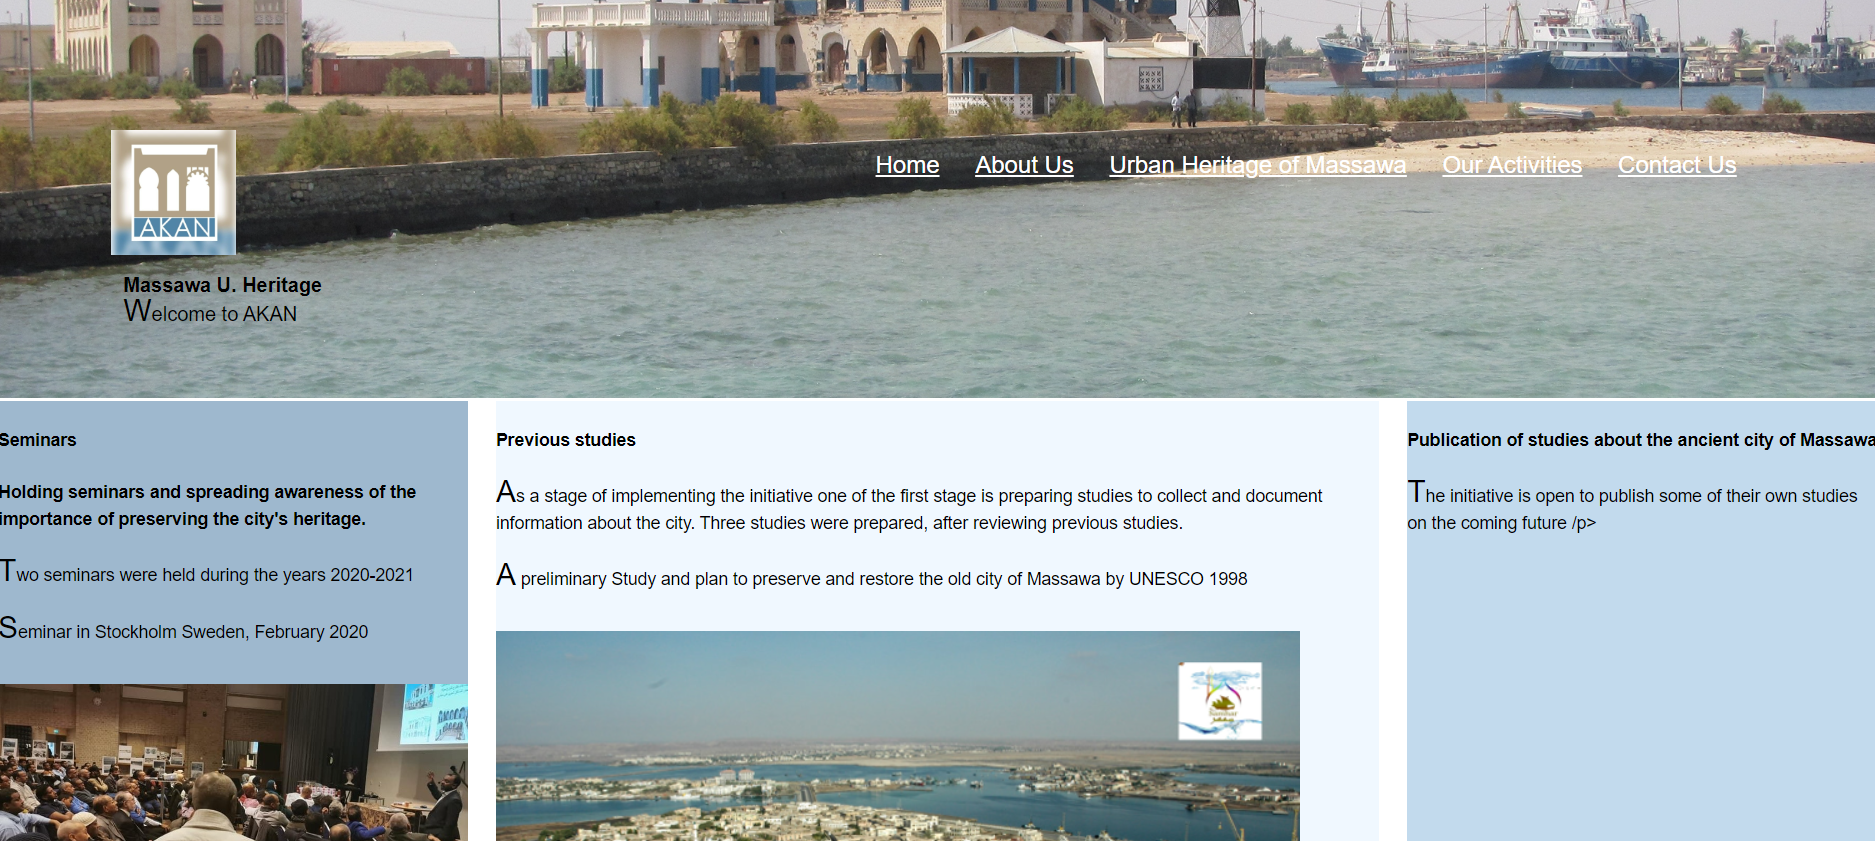 Home About Us Urban Heritage of Massawa Our Activities Contact Us
AKAN
Massawa U. Heritage
Welcome to AKAN
Seminars
Holding seminars and spreading awareness of the
importance of preserving the city's heritage.
Two seminars were held during the years 2020-2021
Seminar in Stockholm Sweden, February 2020
Previous studies
As a stage of implementing the initiative one of the first stage is preparing studies to collect and document
information about the city. Three studies were prepared, after reviewing previous studies.
A preliminary Study and plan to preserve and restore the old city of Massawa by UNESCO 1998
Publication of studies about the ancient city of Massawa
The initiative is open to publish some of their own studies
on the coming future /p>